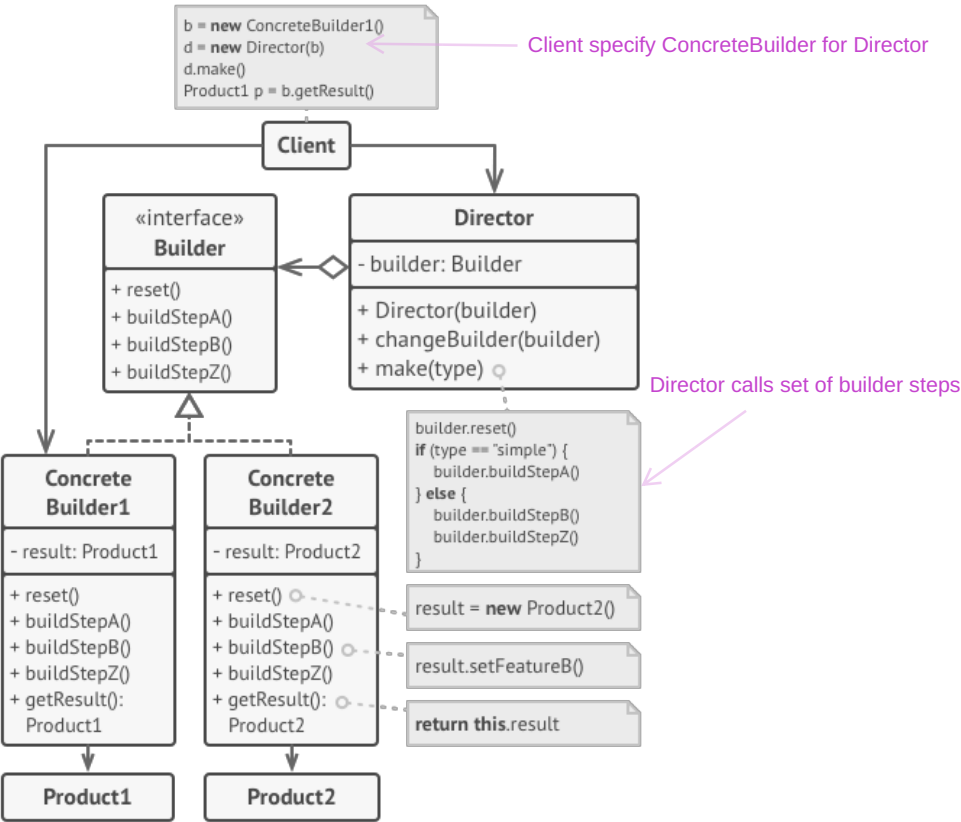 b = new ConcreteBuilder1()
d = new Director(b)
d.make()
Product1 p = b.getResult()
Client specify ConcreteBuilder for Director
Client
«interface»
Builder
+ reset()
+ buildStepA()
+ buildStepB()
+ buildStepZ()
Director
- builder: Builder
+ Director(builder)
+ changeBuilder(builder)
+ make(type)
Director calls set of builder steps
builder.reset()
if (type == "simple") {
builder.buildStepA()
} else {
builder.buildStepB()
builder.buildStepZ()
}
Concrete
Builder1
- result: Product1
+ reset()
+ buildStepA()
+ buildStepB()
+ buildStepZ()
+ getResult():
Product1
Concrete
Builder2
- result: Product2
+ reset()
+ buildStepA()
+ buildStepB()
+ buildStepZ()
+ getResult():
Product2
result = new Product2()
result.setFeatureB()
return this.result
Product1
Product2